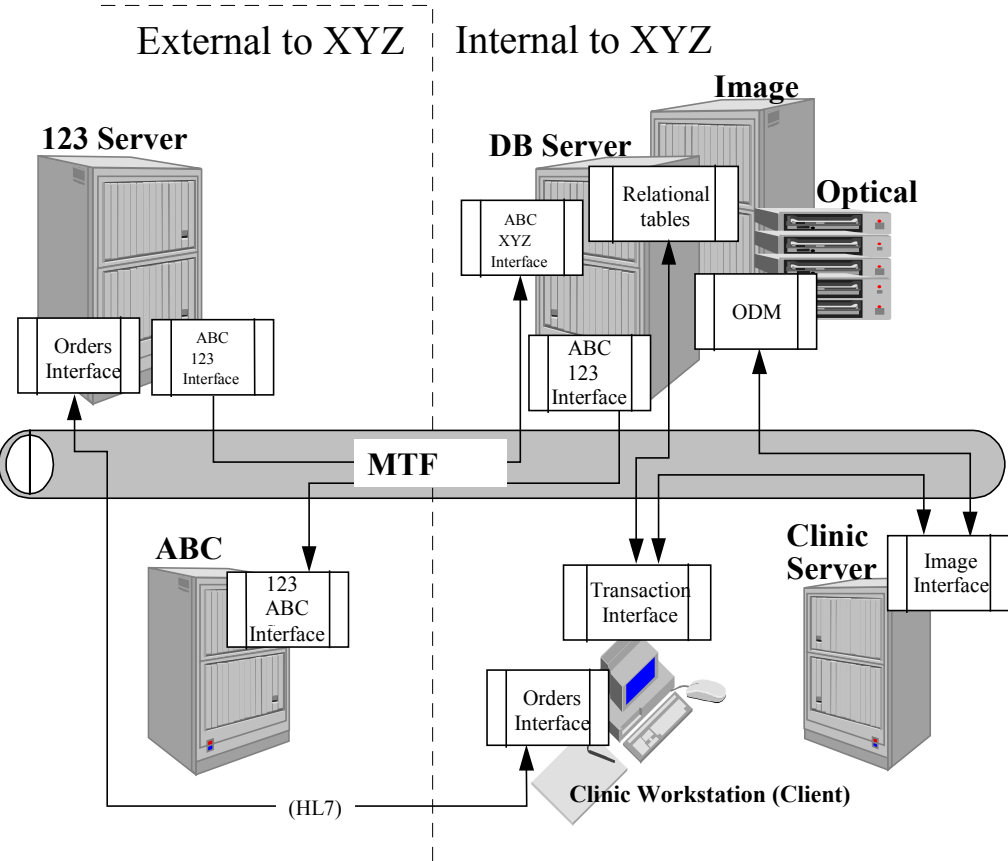 External to XYZ
Internal to XYZ
Image
123 Server
DB Server
Optical
Relational
tables
ABC
XYZ
Interface
ODM
Orders
Interface
ABC
123
Interface
ABC
123
Interface
MTF
ABC
123
ABC
Interface
Clinic
Server
Image
Interface
Transaction
Interface
Orders
Interface
(HL7)
Clinic Workstation (Client)